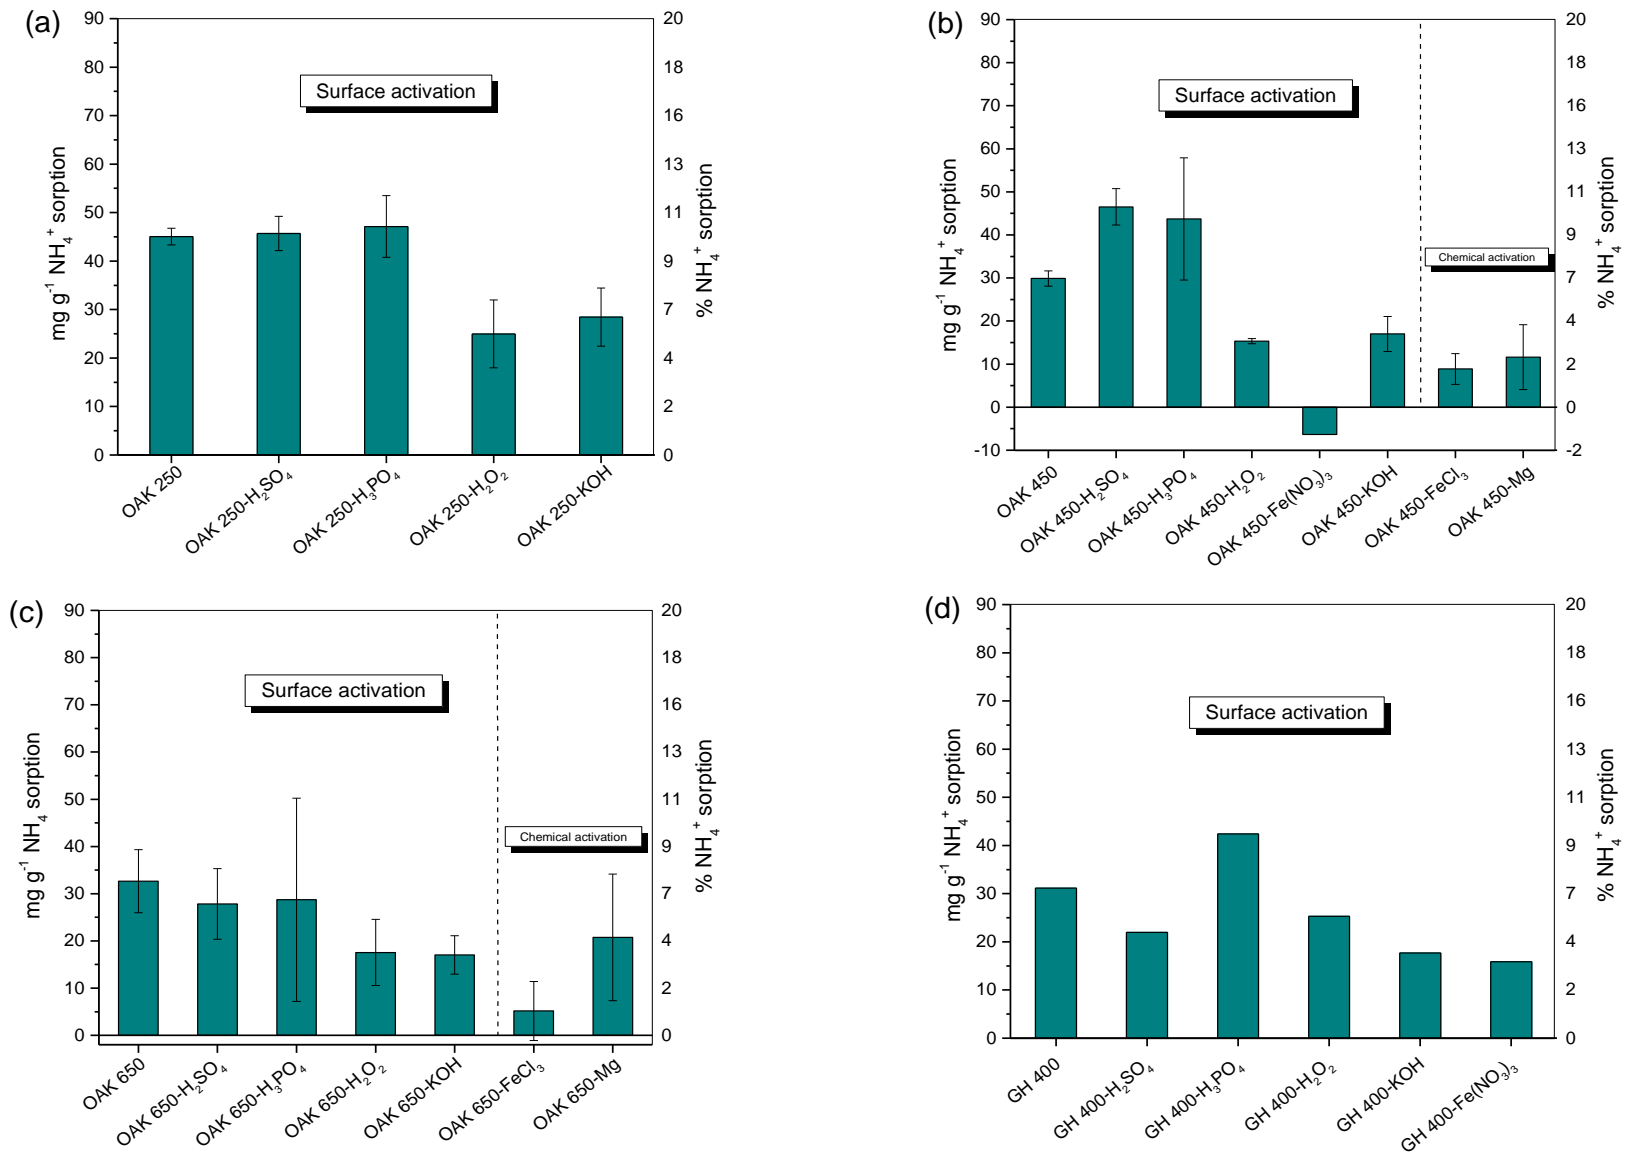 (a)
90
80
70
60
50
40
30
20
10
0
mg g⁻¹ NH₄⁺ sorption
Surface activation
20
18
16
13
11
9
7
4
2
0
% NH₄⁺ sorption
OAK 250
OAK 250-H₂SO₄
OAK 250-H₃PO₄
OAK 250-H₂O₂
OAK 250-KOH
(b)
90
80
70
60
50
40
30
20
10
0
-10
mg g⁻¹ NH₄⁺ sorption
Surface activation
Chemical activation
20
18
16
13
11
9
7
4
2
0
-2
% NH₄⁺ sorption
OAK 450
OAK 450-H₂SO₄
OAK 450-H₃PO₄
OAK 450-H₂O₂
OAK 450-Fe(NO₃)₃
OAK 450-KOH
OAK 450-FeCl₃
OAK 450-Mg
(c)
90
80
70
60
50
40
30
20
10
0
mg g⁻¹ NH₄ sorption
Surface activation
Chemical activation
20
18
16
13
11
9
7
4
2
0
% NH₄⁺ sorption
OAK 650
OAK 650-H₂SO₄
OAK 650-H₃PO₄
OAK 650-H₂O₂
OAK 650-KOH
OAK 650-FeCl₃
OAK 650-Mg
(d)
90
80
70
60
50
40
30
20
10
0
mg g⁻¹ NH₄⁺ sorption
Surface activation
20
18
16
13
11
9
7
4
2
0
% NH₄⁺ sorption
GH 400
GH 400-H₂SO₄
GH 400-H₃PO₄
GH 400-H₂O₂
GH 400-KOH
GH 400-Fe(NO₃)₃